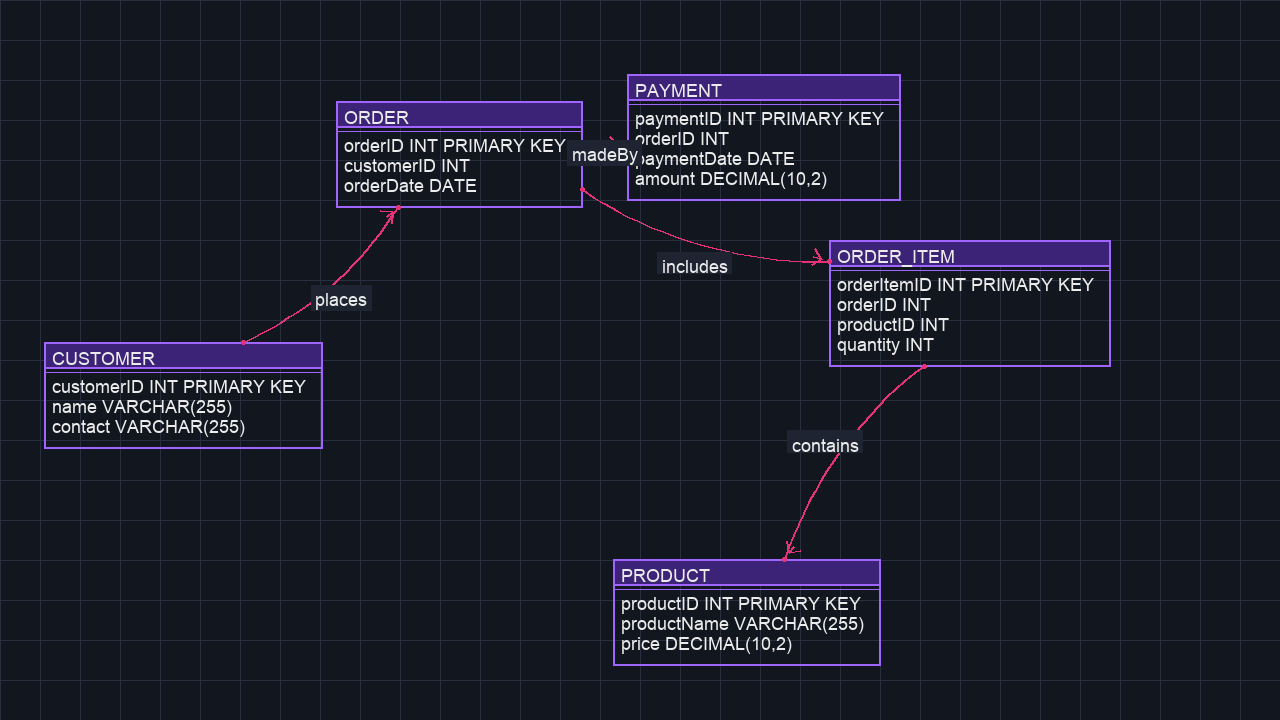 PAYMENT
paymentID INT PRIMARY KEY
orderID INT
paymentDate DATE
amount DECIMAL(10,2)
ORDER
orderID INT PRIMARY KEY
customerID INT
orderDate DATE
madeBy
includes
ORDER_ITEM
orderItemID INT PRIMARY KEY
orderID INT
productID INT
quantity INT
places
CUSTOMER
customerID INT PRIMARY KEY
name VARCHAR(255)
contact VARCHAR(255)
contains
PRODUCT
productID INT PRIMARY KEY
productName VARCHAR(255)
price DECIMAL(10,2)